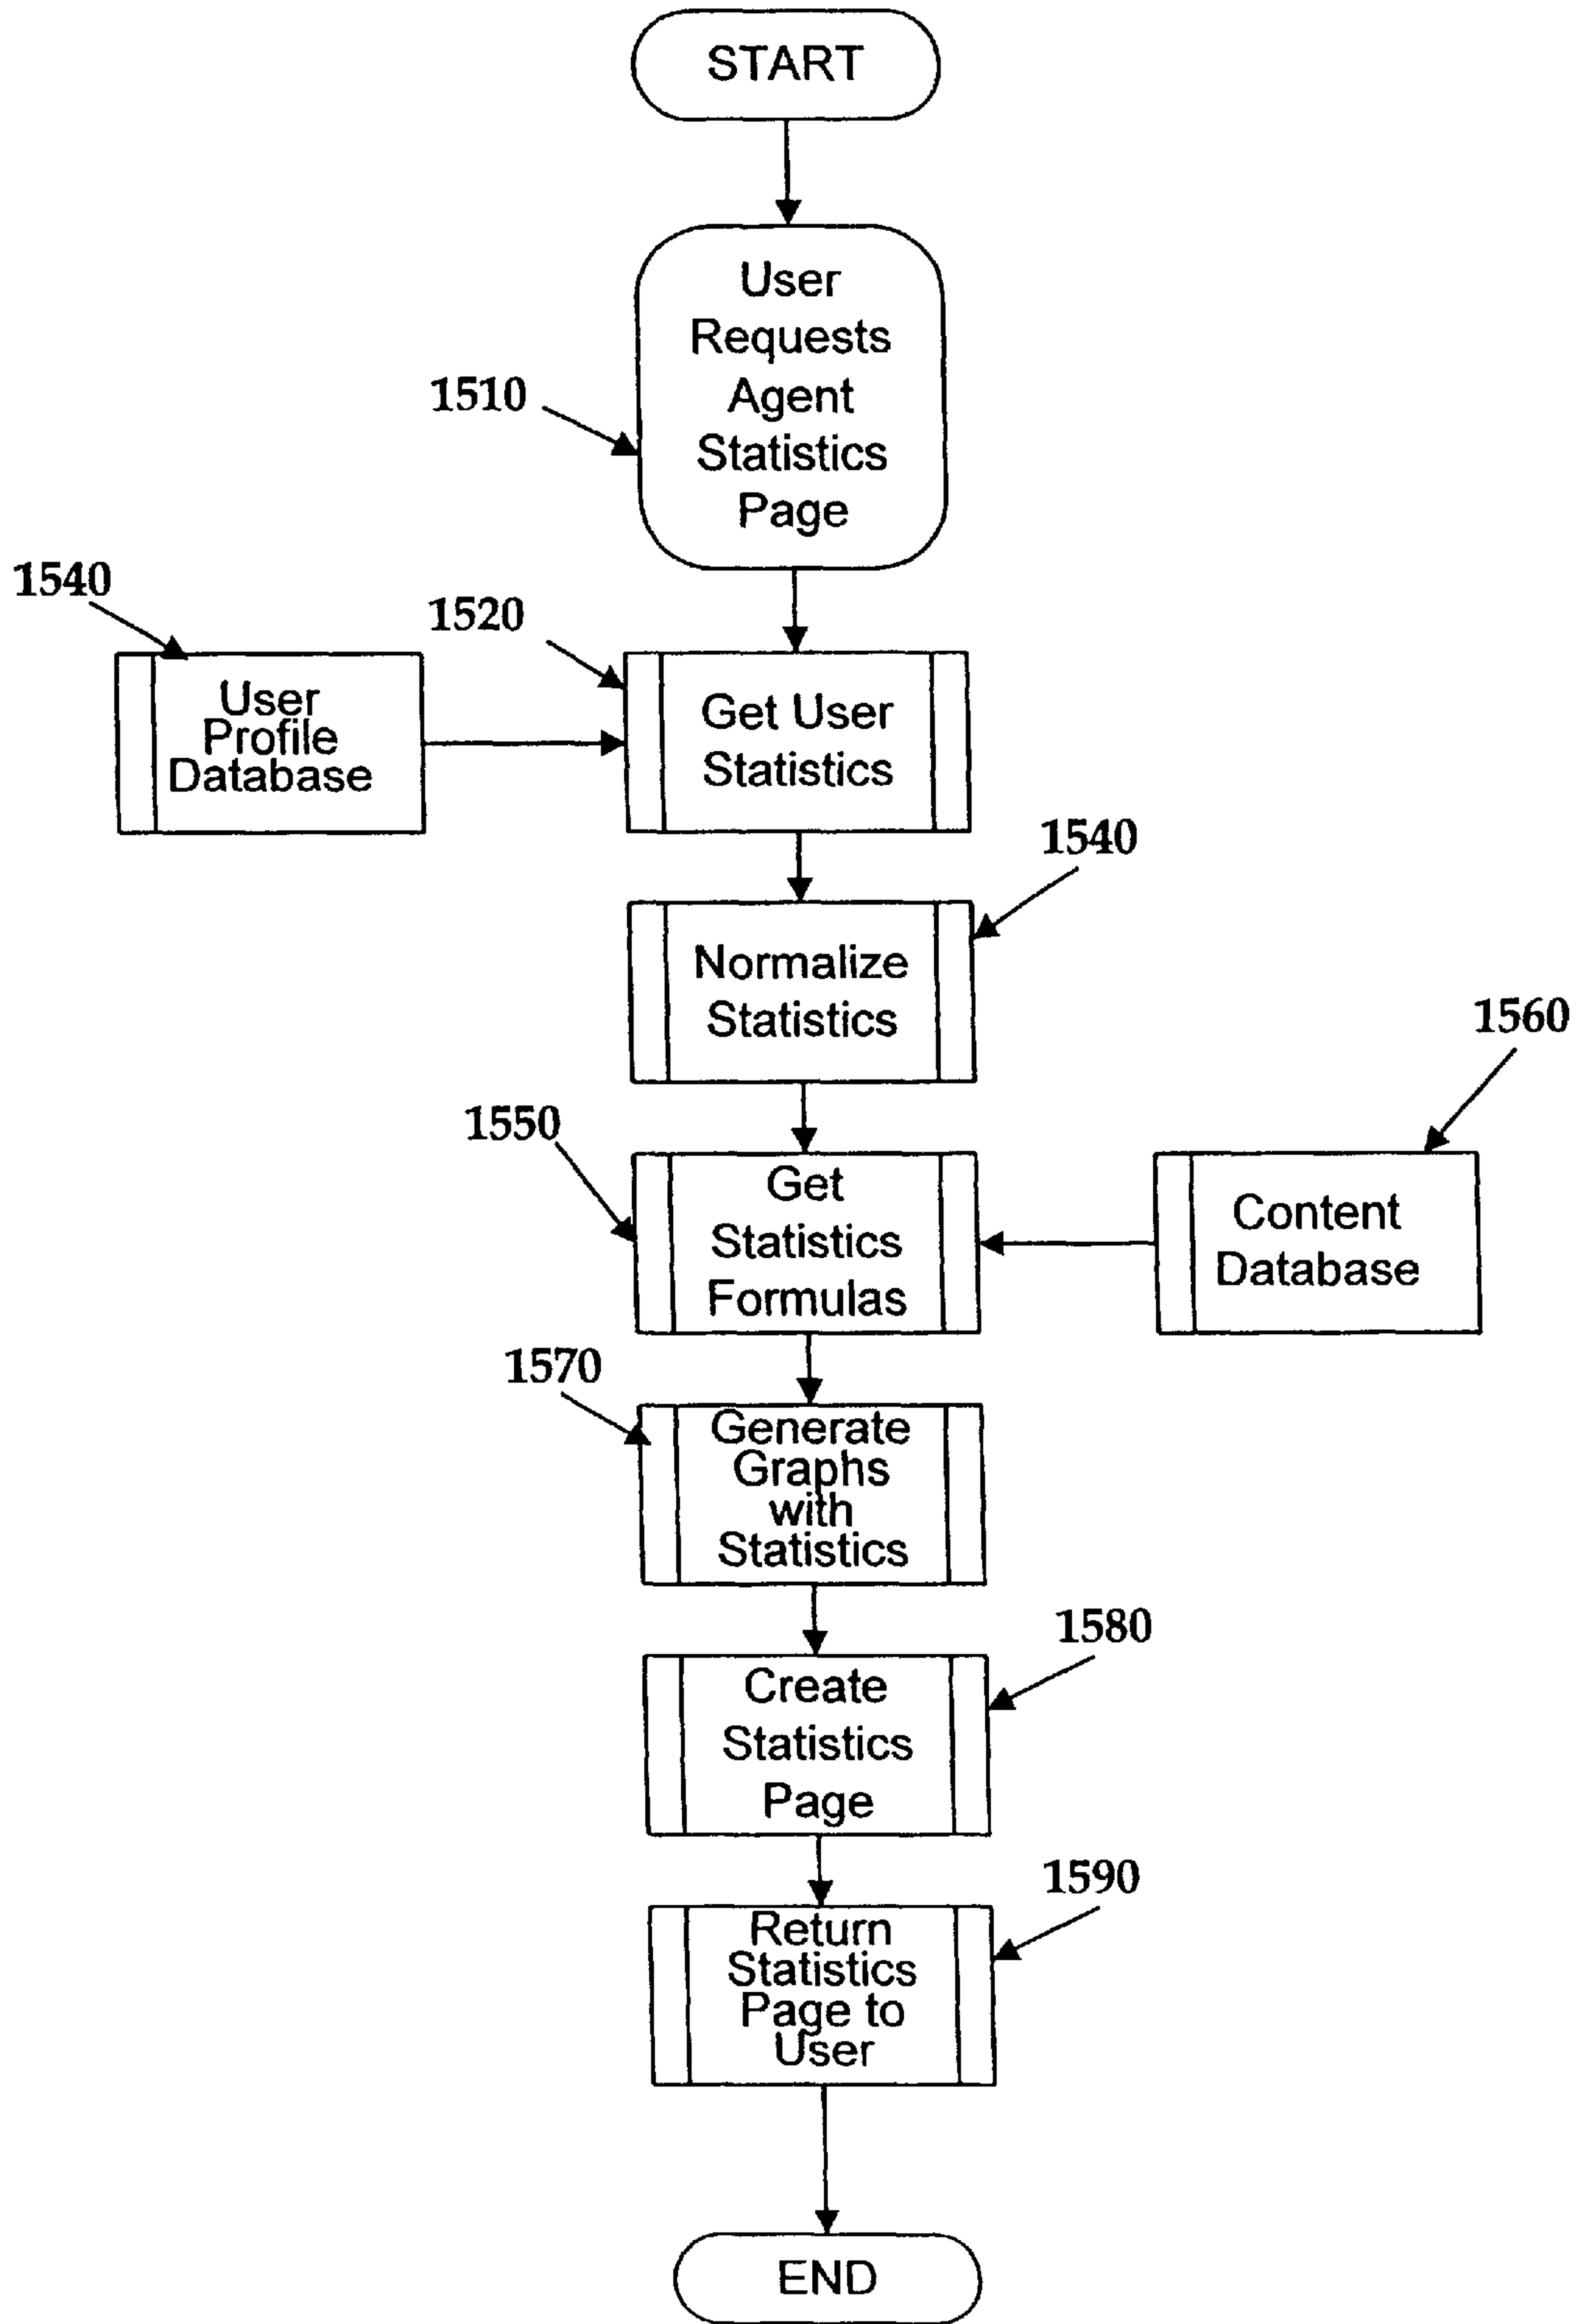 START
User
Requests
Agent
Statistics
Page
1510
1540
User
Profile
Database
1520
Get User
Statistics
1540
Normalize
Statistics
1560
1550
Get
Statistics
Formulas
Content
Database
1570
Generate
Graphs
with
Statistics
1580
Create
Statistics
Page
1590
Return
Statistics
Page to
User
END